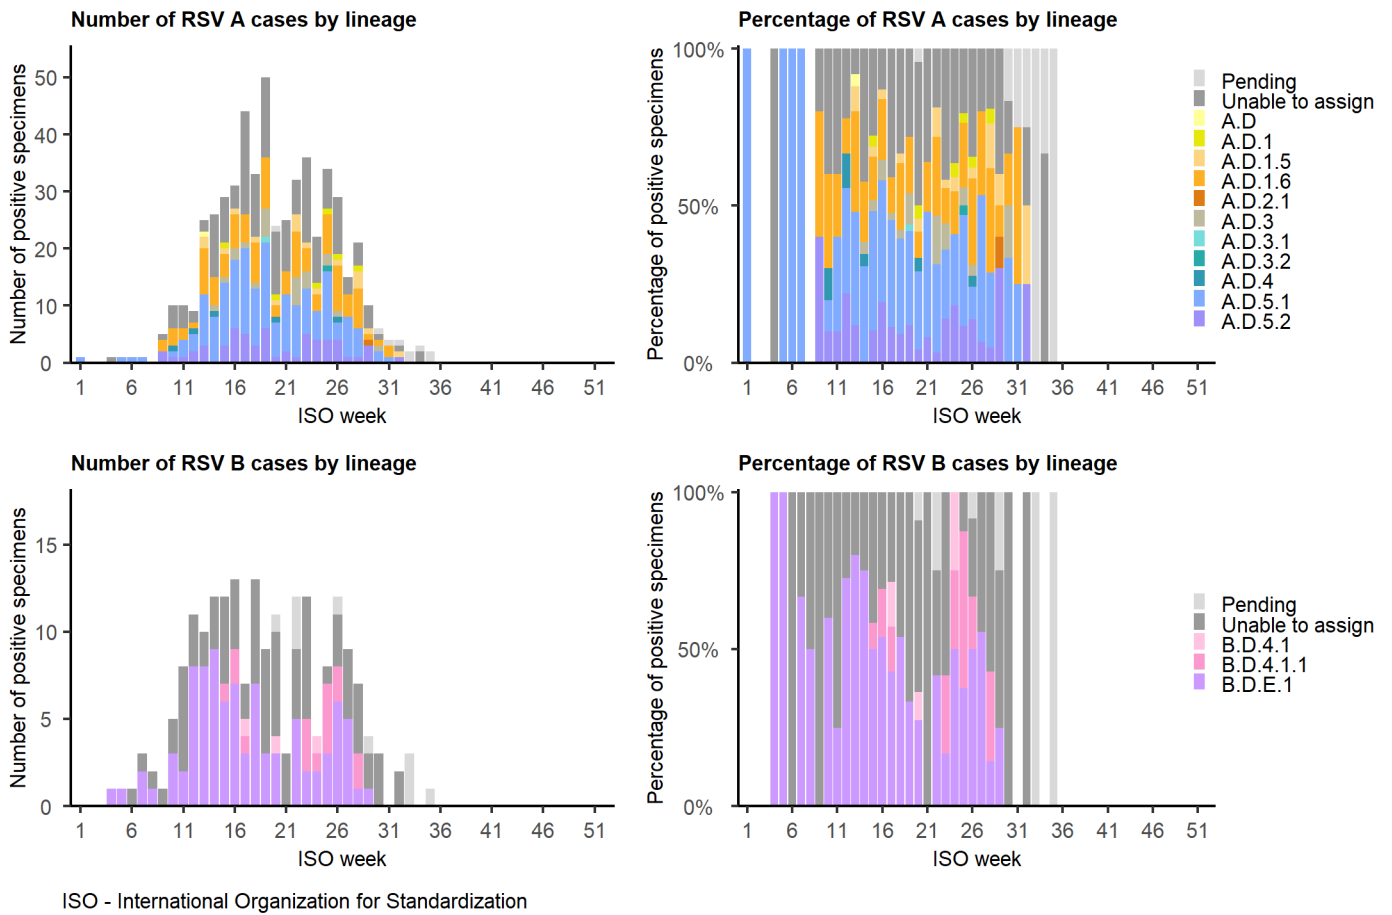 Number of RSV A cases by lineage
Number of positive specimens
50
40
30
20
10
0
1 6 11 16 21 26 31 36 41 46 51
ISO week
Percentage of RSV A cases by lineage
Percentage of positive specimens
100%
50%
0%
1 6 11 16 21 26 31 36 41 46 51
ISO week
Pending
Unable to assign
A.D
A.D.1
A.D.1.5
A.D.1.6
A.D.2.1
A.D.3
A.D.3.1
A.D.3.2
A.D.4
A.D.5.1
A.D.5.2
Number of RSV B cases by lineage
Number of positive specimens
15
10
5
0
1 6 11 16 21 26 31 36 41 46 51
ISO week
Percentage of RSV B cases by lineage
Percentage of positive specimens
100%
50%
0%
1 6 11 16 21 26 31 36 41 46 51
ISO week
Pending
Unable to assign
B.D.4.1
B.D.4.1.1
B.D.E.1
ISO - International Organization for Standardization